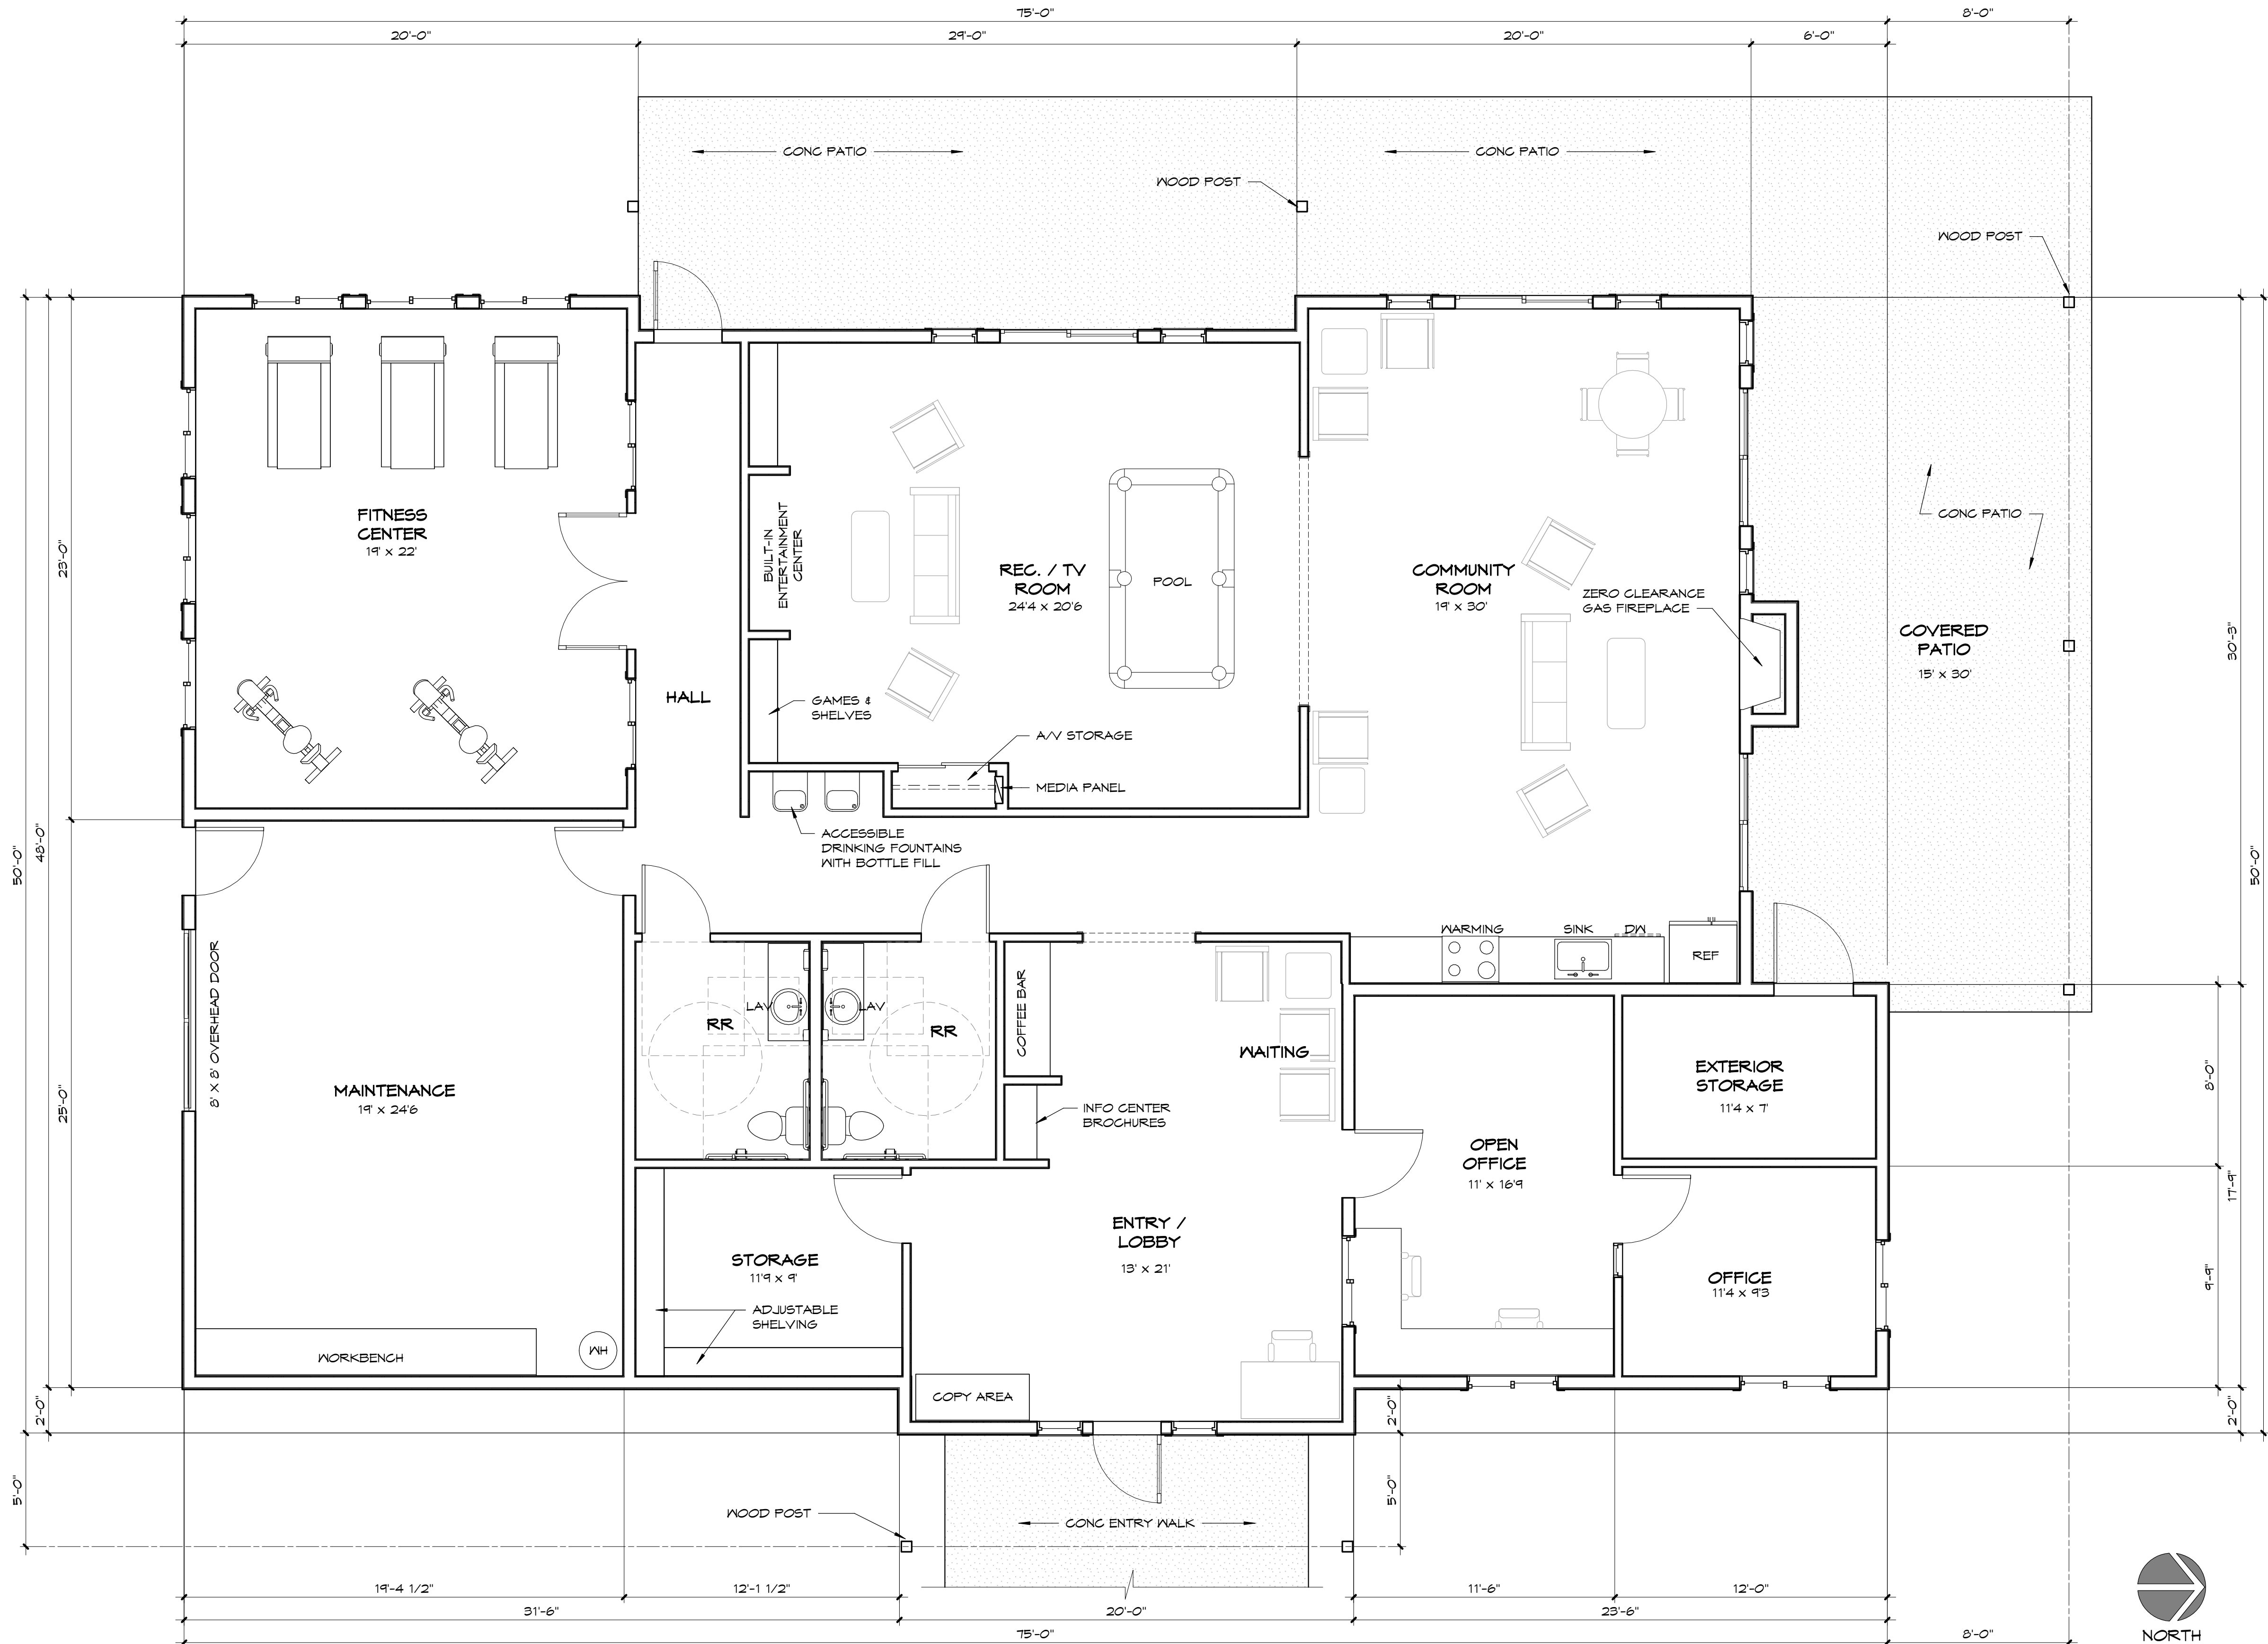 75'-0"
8'-0"
20'-0"
29'-0"
20'-0"
6'-0"
CONC PATIO
CONC PATIO
WOOD POST
WOOD POST
FITNESS
CENTER
19' x 22'
BUILT-IN
ENTERTAINMENT
CENTER
REC. / TV
ROOM
24'4 x 20'6
POOL
COMMUNITY
ROOM
19' x 30'
ZERO CLEARANCE
GAS FIREPLACE
CONC PATIO
COVERED
PATIO
15' x 30'
HALL
GAMES &
SHELVES
A/V STORAGE
MEDIA PANEL
ACCESSIBLE
DRINKING FOUNTAINS
WITH BOTTLE FILL
23'-0"
48'-0"
50'-0"
25'-0"
2'-0"
5'-0"
30'-3"
50'-0"
8'-0"
17'-9"
9'-9"
2'-0"
8' X 8' OVERHEAD DOOR
MAINTENANCE
19' x 24'6
WORKBENCH
WH
RR
LAV
LAV
RR
COFFEE BAR
WARMING
SINK
DW
REF
WAITING
INFO CENTER
BROCHURES
OPEN
OFFICE
11' x 16'9
EXTERIOR
STORAGE
11'4 x 7'
STORAGE
11'9 x 9'
ADJUSTABLE
SHELVING
ENTRY /
LOBBY
13' x 21'
OFFICE
11'4 x 9'3
COPY AREA
2'-0"
5'-0"
WOOD POST
CONC ENTRY WALK
19'-4 1/2"
12'-1 1/2"
11'-6"
12'-0"
31'-6"
20'-0"
23'-6"
75'-0"
8'-0"
NORTH